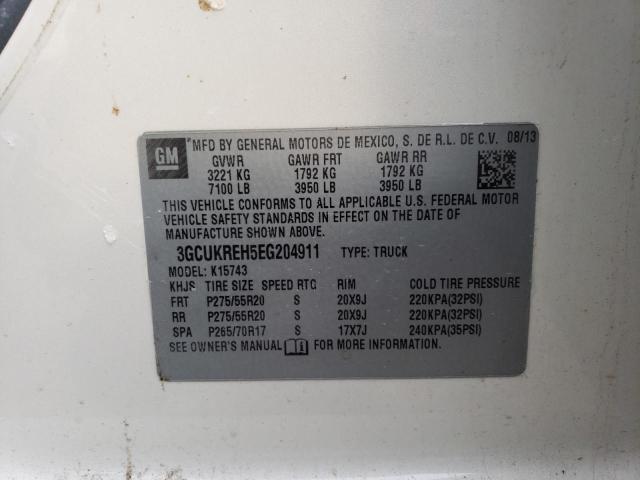 GM *MFD BY GENERAL MOTORS DE MEXICO, S. DE R.L. DE C.V. 08/13
GVWR GAWR FRT GAWR RR
3221 KG 1792 KG 1792 KG
7100 LB 3950 LB 3950 LB
THIS VEHICLE CONFORMS TO ALL APPLICABLE U.S. FEDERAL MOTOR
VEHICLE SAFETY STANDARDS IN EFFECT ON THE DATE OF
MANUFACTURE SHOWN ABOVE.
3GCUKREH5EG204911 TYPE: TRUCK
MODEL: K15743
KHJS TIRE SIZE SPEED RTG RIM COLD TIRE PRESSURE
FRT P275/55R20 S 20X9J 220KPA(32PSI)
RR P275/55R20 S 20X9J 220KPA(32PSI)
SPA P265/70R17 S 17X7J 240KPA(35PSI)
SEE OWNER'S MANUAL FOR MORE INFORMATION.